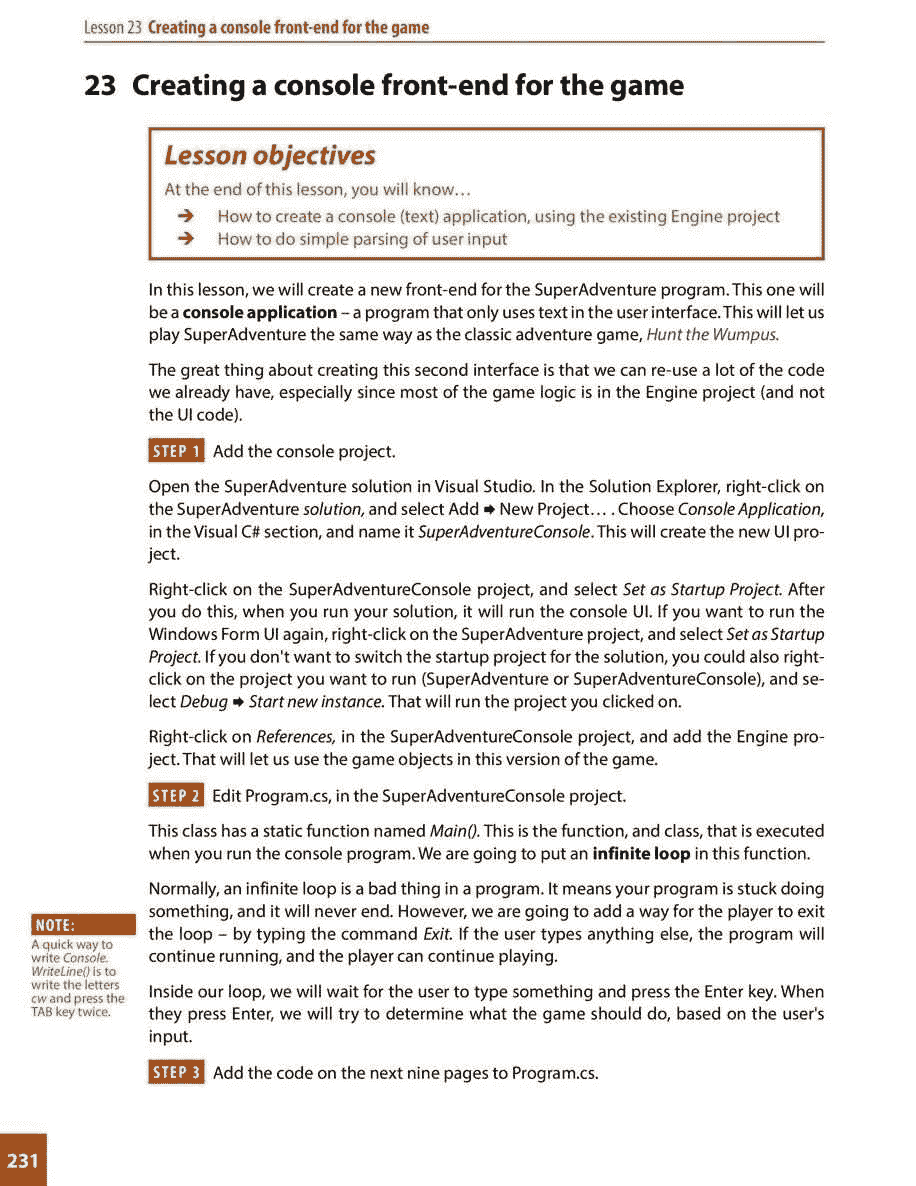 Lesson 23 Creating a console front-end for the game
23 Creating a console front-end for the game
Lesson objectives
At the end of this lesson, you will know…
➔ How to create a console (text) application, using the existing Engine project
➔ How to do simple parsing of user input
In this lesson, we will create a new front-end for the SuperAdventure program. This one will
be a console application – a program that only uses text in the user interface. This will let us
play SuperAdventure the same way as the classic adventure game, Hunt the Wumpus.
The great thing about creating this second interface is that we can re-use a lot of the code
we already have, especially since most of the game logic is in the Engine project (and not
the UI code).
STEP 1 Add the console project.
Open the SuperAdventure solution in Visual Studio. In the Solution Explorer, right-click on
the SuperAdventure solution, and select Add ➡ New Project… . Choose Console Application,
in the Visual C# section, and name it SuperAdventureConsole. This will create the new UI pro-
ject.
Right-click on the SuperAdventureConsole project, and select Set as Startup Project. After
you do this, when you run your solution, it will run the console UI. If you want to run the
Windows Form UI again, right-click on the SuperAdventure project, and select Set as Startup
Project. If you don't want to switch the startup project for the solution, you could also right-
click on the project you want to run (SuperAdventure or SuperAdventureConsole), and se-
lect Debug ➡ Start new instance. That will run the project you clicked on.
Right-click on References, in the SuperAdventureConsole project, and add the Engine pro-
ject. That will let us use the game objects in this version of the game.
STEP 2 Edit Program.cs, in the SuperAdventureConsole project.
This class has a static function named Main(). This is the function, and class, that is executed
when you run the console program. We are going to put an infinite loop in this function.
Normally, an infinite loop is a bad thing in a program. It means your program is stuck doing
something, and it will never end. However, we are going to add a way for the player to exit
the loop – by typing the command Exit. If the user types anything else, the program will
continue running, and the player can continue playing.
NOTE:
A quick way to
write Console.
WriteLine() is to
write the letters
cw and press the
TAB key twice.
Inside our loop, we will wait for the user to type something and press the Enter key. When
they press Enter, we will try to determine what the game should do, based on the user's
input.
STEP 3 Add the code on the next nine pages to Program.cs.
231